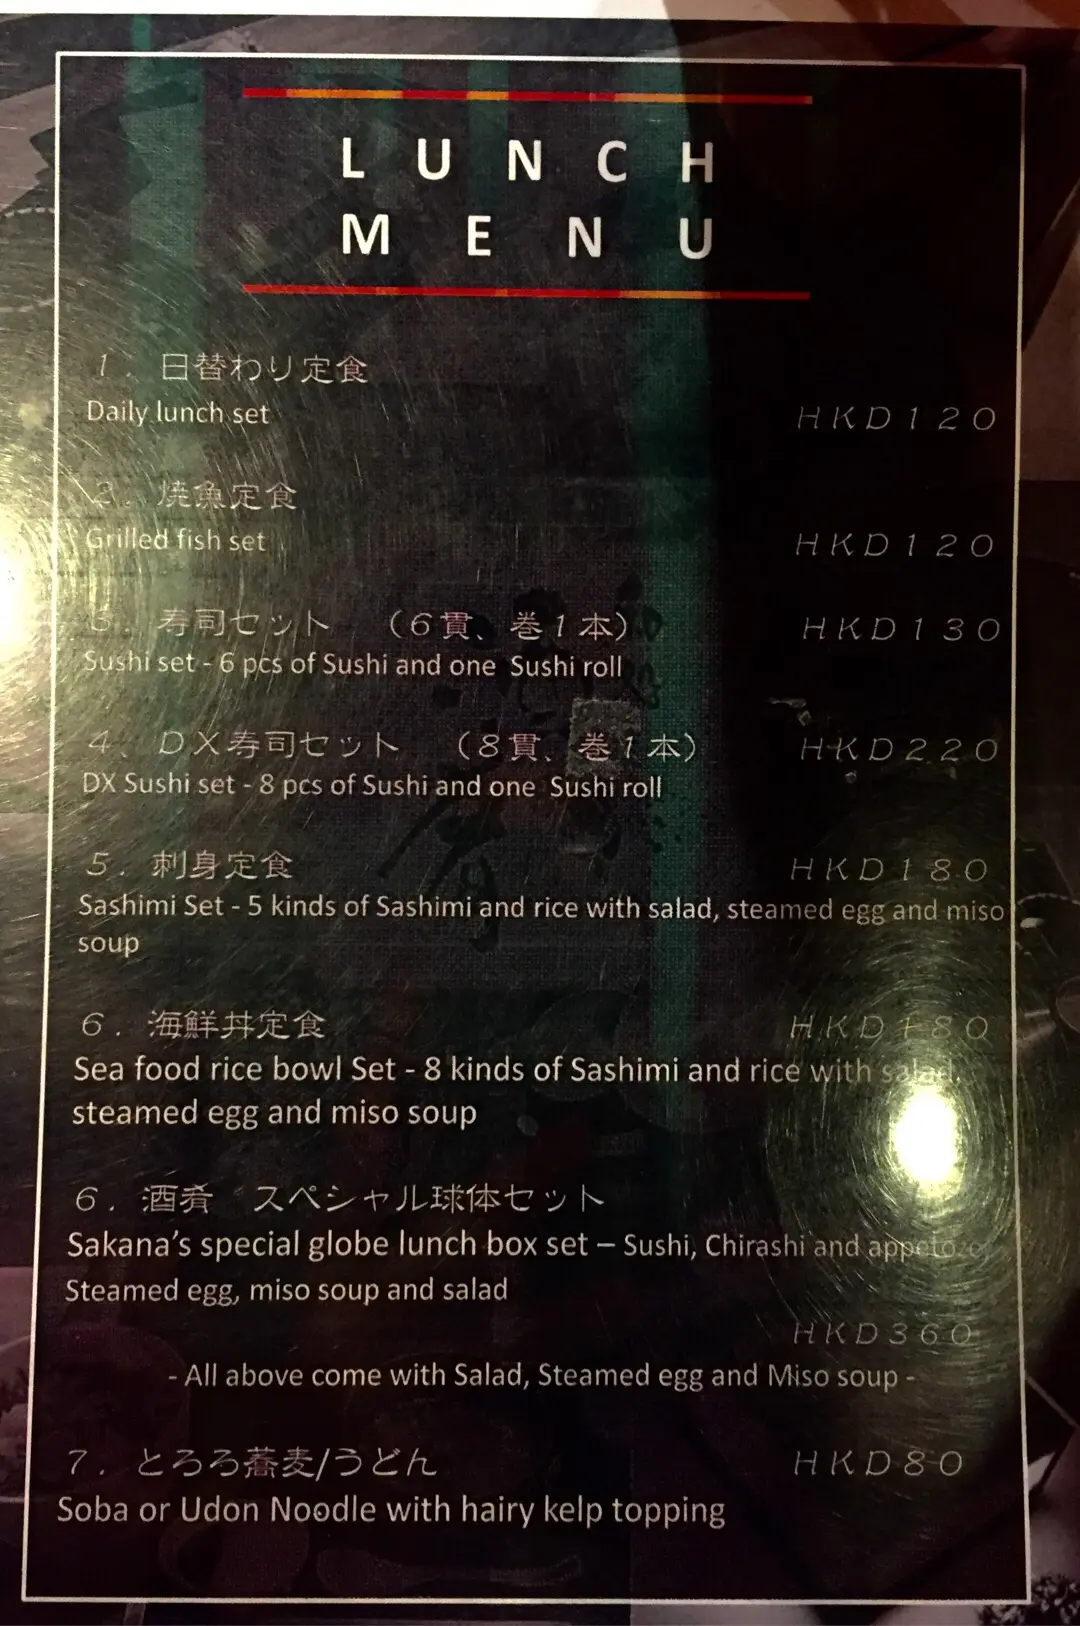 LUNCH
MENU
1. 日替わり定食
Daily lunch set
HKD120
2. 焼魚定食
Grilled fish set
HKD120
3. 寿司セット （6貫、巻1本）
HKD130
Sushi set - 6 pcs of Sushi and one Sushi roll
4、DX寿司セット （8貫、巻1本）
HKD220
DX Sushi set - 8 pcs of Sushi and one Sushi roll
5. 刺身定食
HKD180
Sashimi Set - 5 kinds of Sashimi and rice with salad, steamed egg and miso
soup
6. 海鮮丼定食
HKD180
Sea food rice bowl Set - 8 kinds of Sashimi and rice with salad,
steamed egg and miso soup
6. 酒肴 スペシャル球体セット
Sakana's special globe lunch box set – Sushi, Chirashi and
Steamed egg, miso soup and salad
HKD360
- All above come with Salad, Steamed egg and Miso soup -
7. とろろ蕎麦/うどん
HKD80
Soba or Udon Noodle with hairy kelp topping